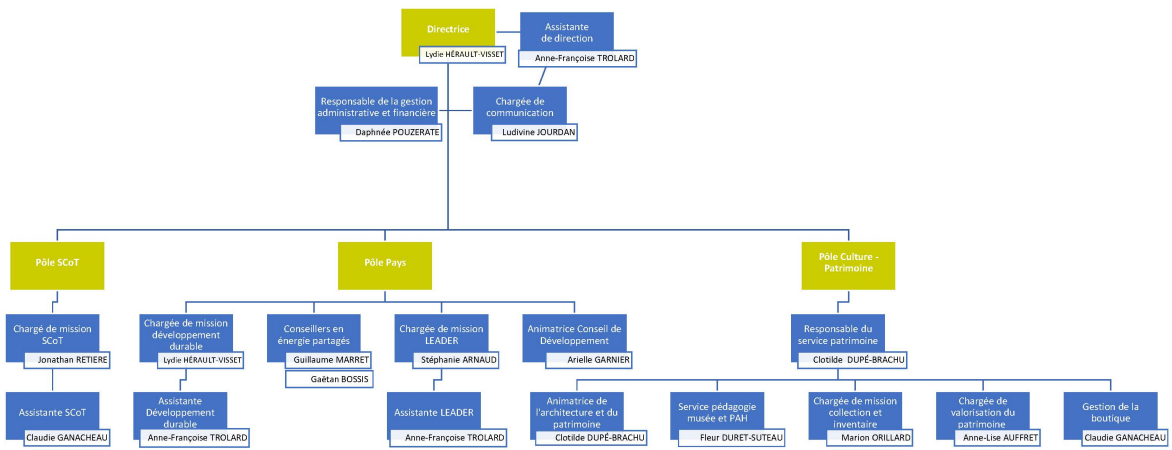 Directrice
Lydie HÉRAULT-VISSET
Assistante
de direction
Anne-Françoise TROLARD
Responsable de la gestion
administrative et financière
Daphnée POUZERATE
Chargée de
communication
Ludivine JOURDAN
Pôle SCoT
Pôle Pays
Pôle Culture -
Patrimoine
Chargé de mission
SCoT
Jonathan RETIERE
Chargée de mission
développement
durable
Lydie HÉRAULT-VISSET
Conseillers en
énergie partagés
Guillaume MARRET
Gaëtan BOSSIS
Chargée de mission
LEADER
Stéphanie ARNAUD
Animatrice Conseil de
Développement
Arielle GARNIER
Responsable du
service patrimoine
Clotilde DUPÉ-BRACHU
Assistante SCoT
Claudie GANACHEAU
Assistante
Développement
durable
Anne-Françoise TROLARD
Assistante LEADER
Anne-Françoise TROLARD
Animatrice de
l'architecture et du
patrimoine
Clotilde DUPÉ-BRACHU
Service pédagogie
musée et PAH
Fleur DURET-SUTEAU
Chargée de mission
collection et
inventaire
Marion ORILLARD
Chargée de
valorisation du
patrimoine
Anne-Lise AUFFRET
Gestion de la
boutique
Claudie GANACHEAU